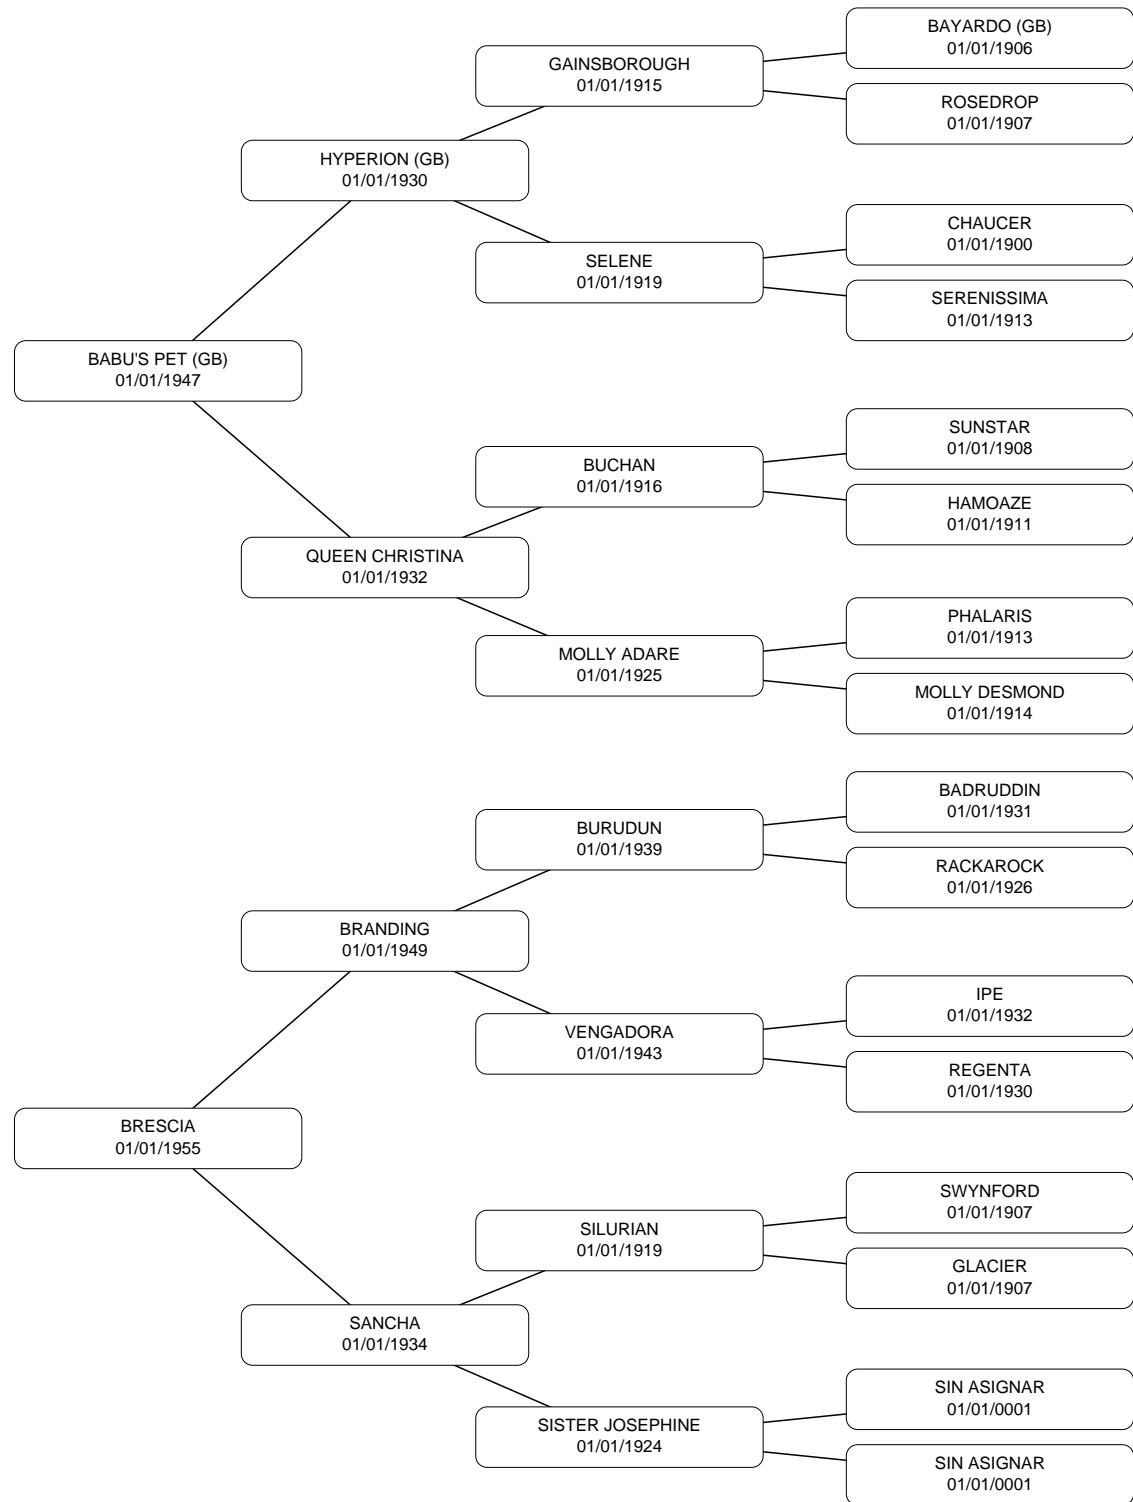 BAYARDO (GB)
01/01/1906
GAINSBOROUGH
01/01/1915
ROSEDROP
01/01/1907
HYPERION (GB)
01/01/1930
CHAUCER
01/01/1900
SELENE
01/01/1919
SERENISSIMA
01/01/1913
BABU'S PET (GB)
01/01/1947
SUNSTAR
01/01/1908
BUCHAN
01/01/1916
HAMOAZE
01/01/1911
QUEEN CHRISTINA
01/01/1932
PHALARIS
01/01/1913
MOLLY ADARE
01/01/1925
MOLLY DESMOND
01/01/1914
BADRUDDIN
01/01/1931
BURUDUN
01/01/1939
RACKAROCK
01/01/1926
BRANDING
01/01/1949
IPE
01/01/1932
VENGADORA
01/01/1943
REGENTA
01/01/1930
BRESCIA
01/01/1955
SWYNFORD
01/01/1907
SILURIAN
01/01/1919
GLACIER
01/01/1907
SANCHA
01/01/1934
SIN ASIGNAR
01/01/0001
SISTER JOSEPHINE
01/01/1924
SIN ASIGNAR
01/01/0001